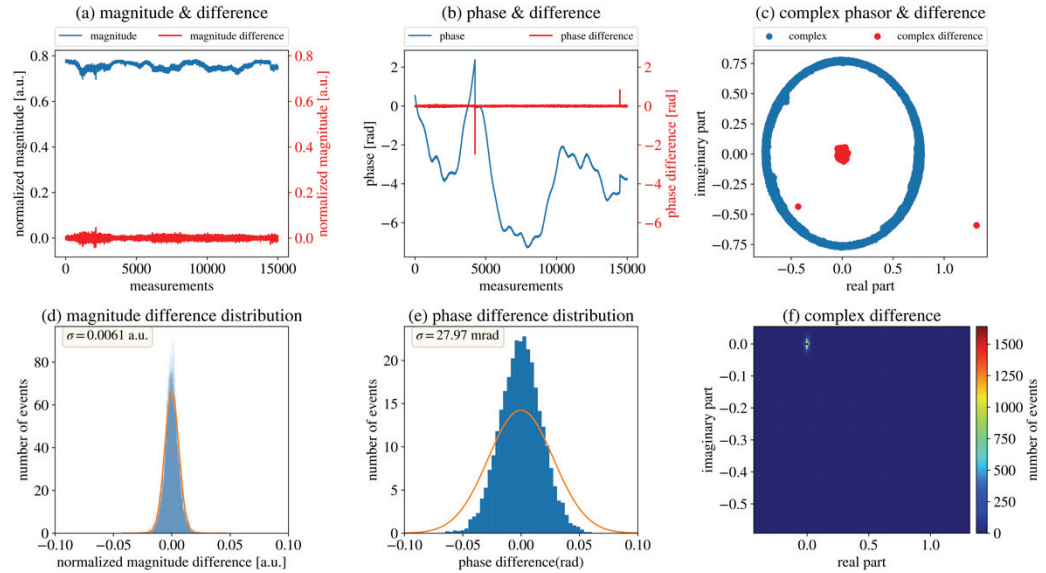 (a) magnitude & difference
magnitude
magnitude difference
normalized magnitude [a.u.]
0.8
0.6
0.4
0.2
0.0
0.8
0.6
0.4
0.2
0.0
normalized magnitude [a.u.]
0
5000
10000
15000
measurements
(b) phase & difference
phase
phase difference
phase [rad]
2
0
−2
−4
−6
2
0
−2
−4
−6
phase difference [rad]
0
5000
10000
15000
measurements
(c) complex phasor & difference
complex
complex difference
imaginary part
0.75
0.50
0.25
0.00
−0.25
−0.50
−0.75
−0.5
0.0
0.5
1.0
real part
(d) magnitude difference distribution
σ = 0.0061 a.u.
number of events
80
60
40
20
0
−0.10
−0.05
0.00
0.05
0.10
normalized magnitude difference [a.u.]
(e) phase difference distribution
σ = 27.97 mrad
number of events
20
15
10
5
0
−0.10
−0.05
0.00
0.05
0.10
phase difference(rad)
(f) complex difference
imaginary part
0.0
−0.1
−0.2
−0.3
−0.4
−0.5
0.0
0.5
1.0
real part
1500
1250
1000
750
500
250
0
number of events